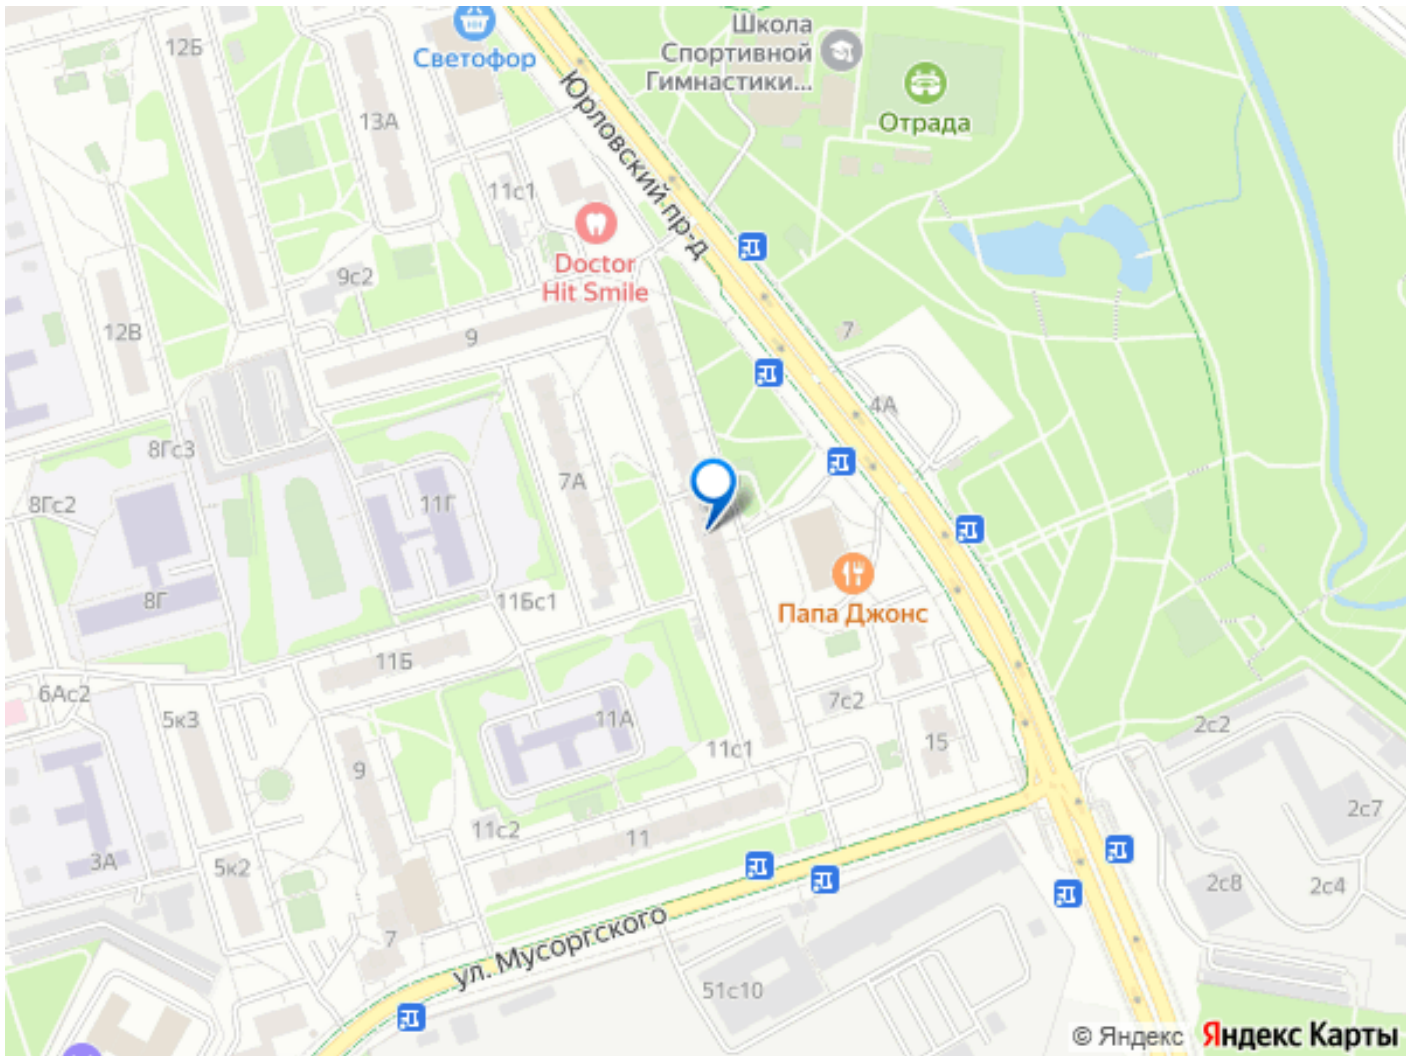 Школа
Спортивной
Гимнастики...
Светофор
12Б
13А
Юрловский пр-д
Отрада
11с1
Doctor
Hit Smile
9с2
12В
9
7
4А
8Гс3
7А
11Г
8Гс2
8Г
11Бс1
Папа Джонс
11Б
6Ас2
5к3
11А
7с2
11с1
15
2с2
9
11с2
11
2с7
3А
5к2
2с8
2с4
7
ул. Мусоргского
51с10
© Яндекс Яндекс Карты